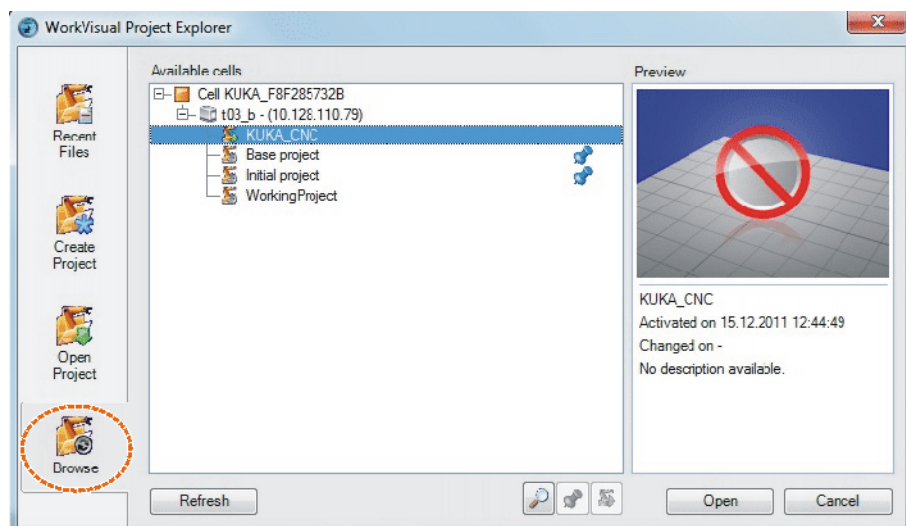 WorkVisual Project Explorer
Available cells
Preview
Recent
Files
Create
Project
Open
Project
Browse
Cell KUKA_F8F285732B
t03_b - (10.128.110.79)
KUKA_CNC
Base project
Initial project
WorkingProject
KUKA_CNC
Activated on 15.12.2011 12:44:49
Changed on -
No description available.
Refresh
Open
Cancel